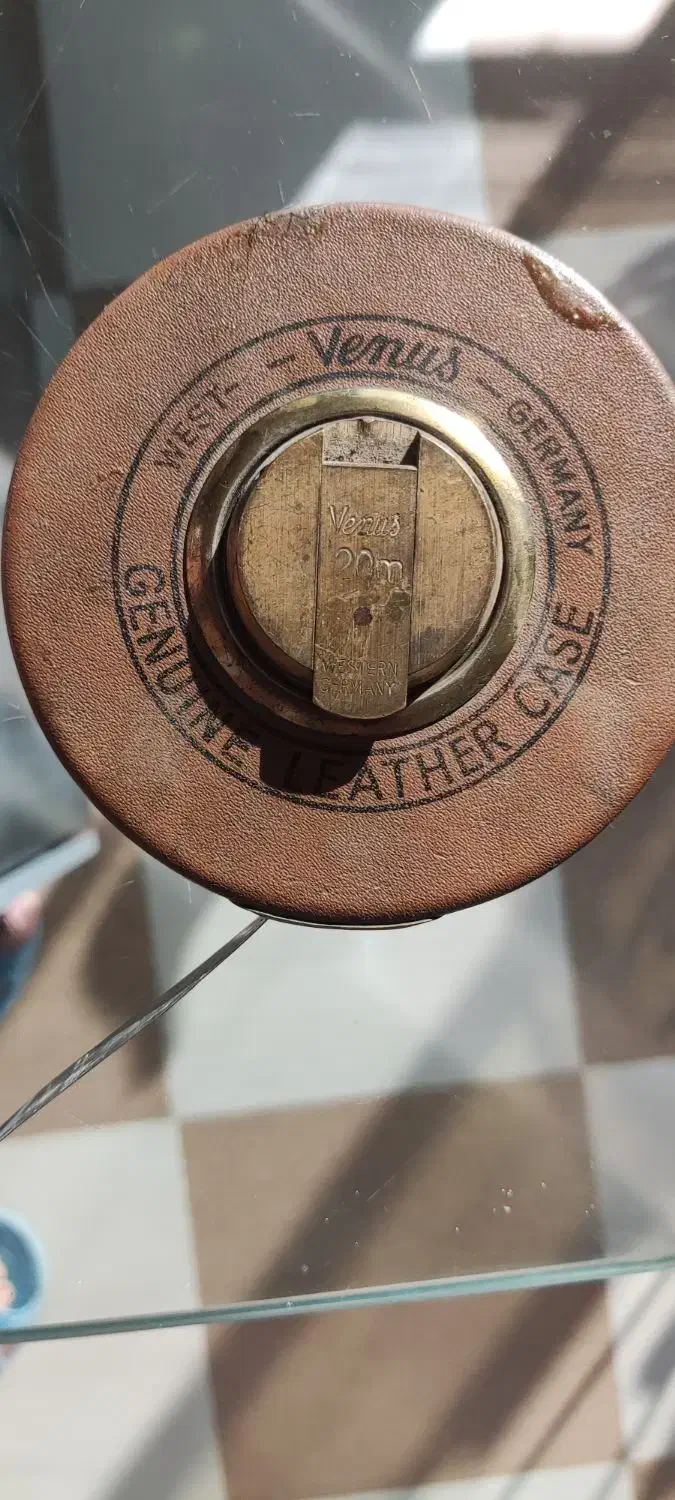 WEST- - Venus - GERMANY
GENUINE LEATHER CASE
Venus
20m
WESTERN
GERMANY